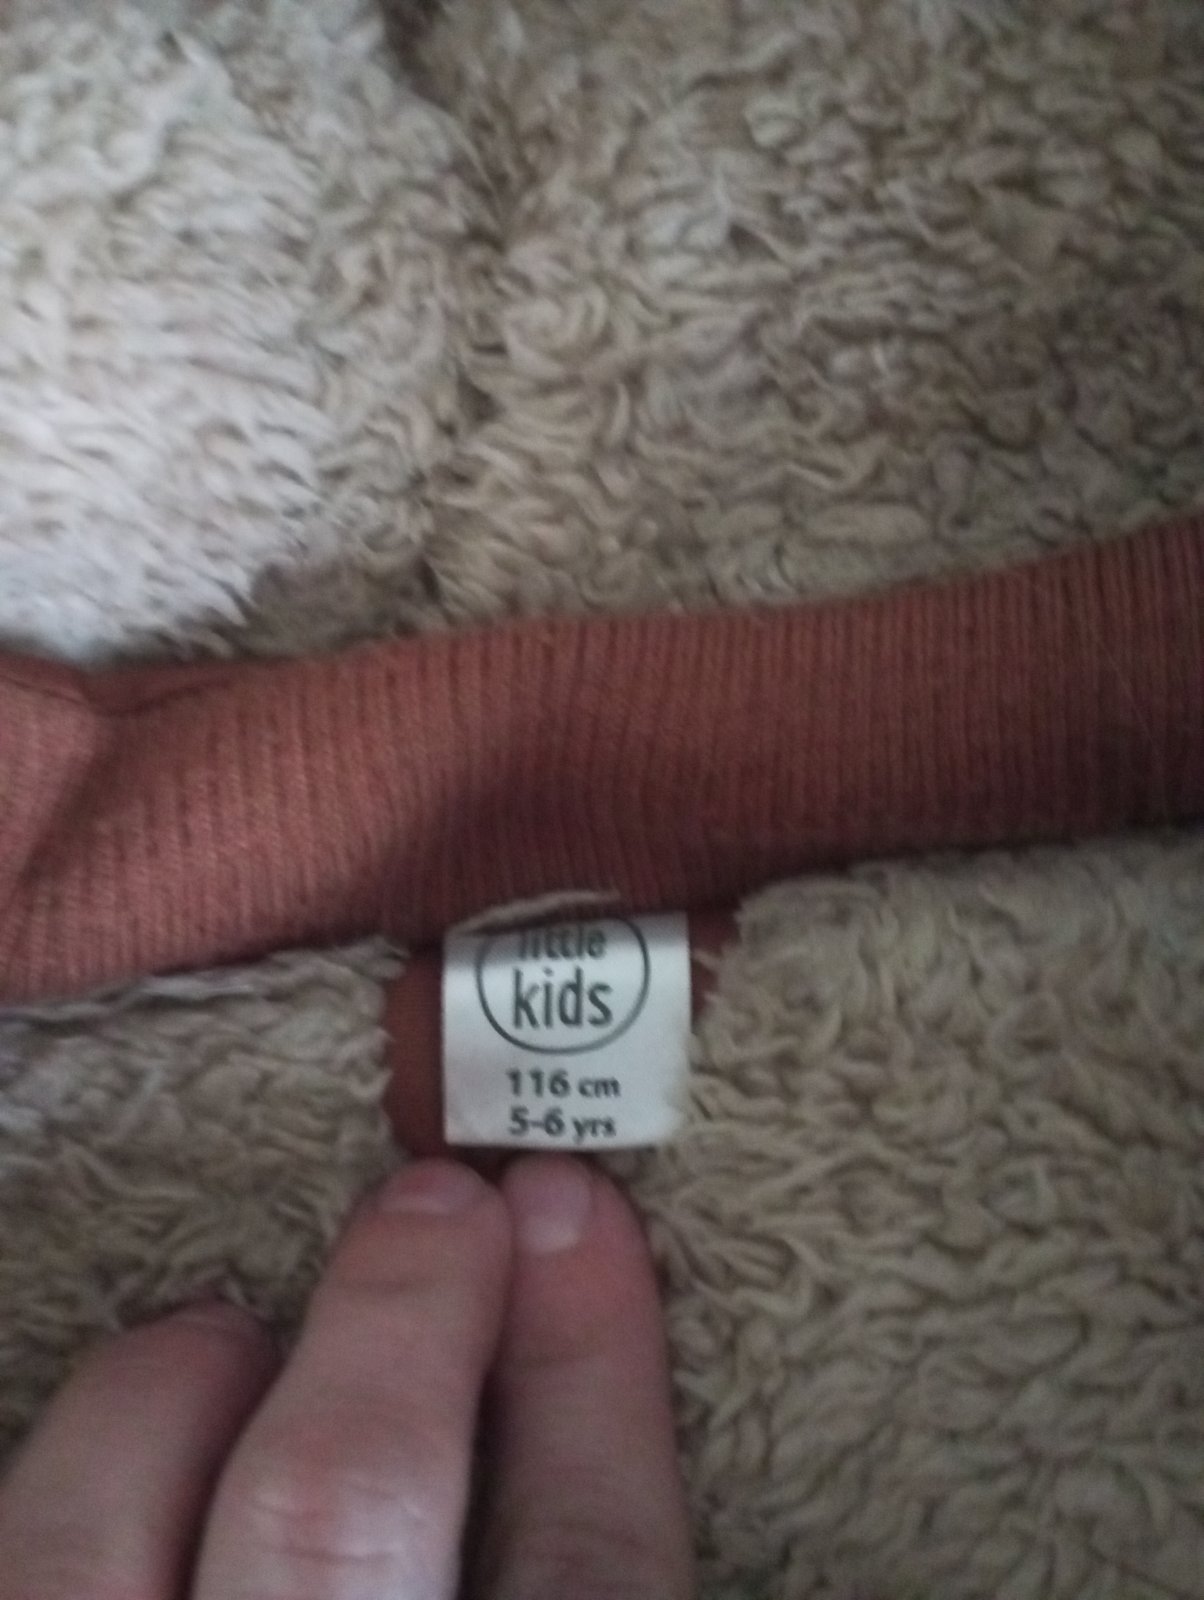 little
kids
116 cm
5-6 yrs